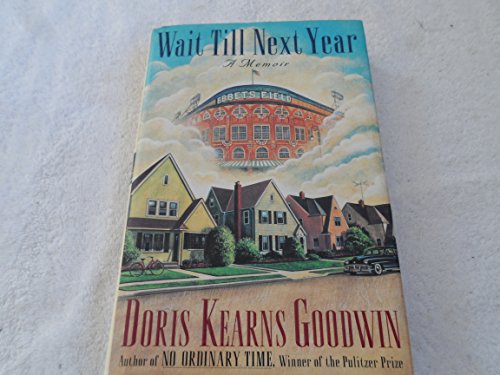 Wait Till Next Year
A Memoir
EBBETS FIELD
DORIS KEARNS GOODWIN
Author of NO ORDINARY TIME, Winner of the Pulitzer Prize